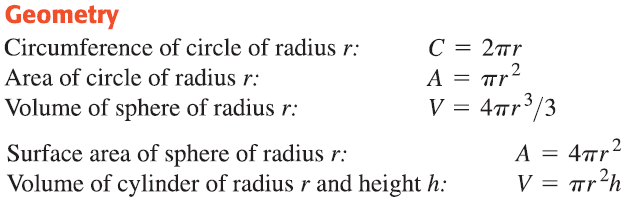 Geometry
Circumference of circle of radius r: C = 2πr
Area of circle of radius r: A = πr²
Volume of sphere of radius r: V = 4πr³/3
Surface area of sphere of radius r: A = 4πr²
Volume of cylinder of radius r and height h: V = πr²h